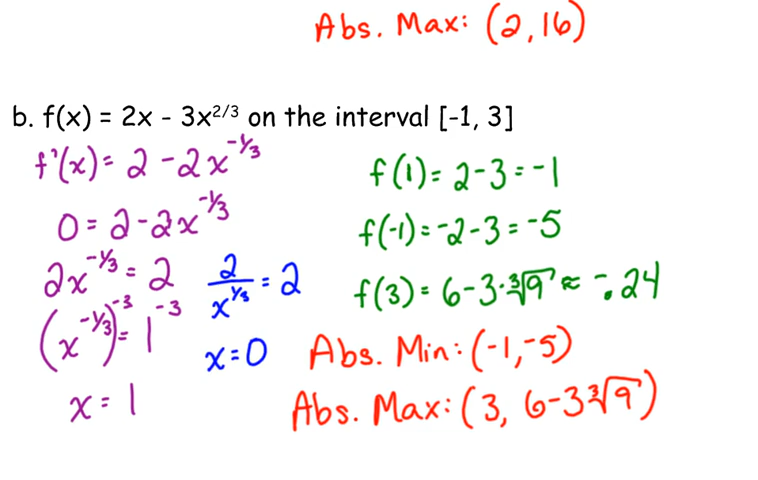 Abs. Max: (2, 16)
b. f(x) = 2x - 3x^(2/3) on the interval [-1, 3]
f'(x) = 2 - 2x^(-1/3)
0 = 2 - 2x^(-1/3)
2x^(-1/3) = 2
(x^(-1/3))^(-3) = 1^(-3)
x = 1
2/x^(1/3) = 2
x = 0
f(1) = 2 - 3 = -1
f(-1) = -2 - 3 = -5
f(3) = 6 - 3·∛9 ≈ -.24
Abs. Min: (-1, -5)
Abs. Max: (3, 6 - 3∛9)